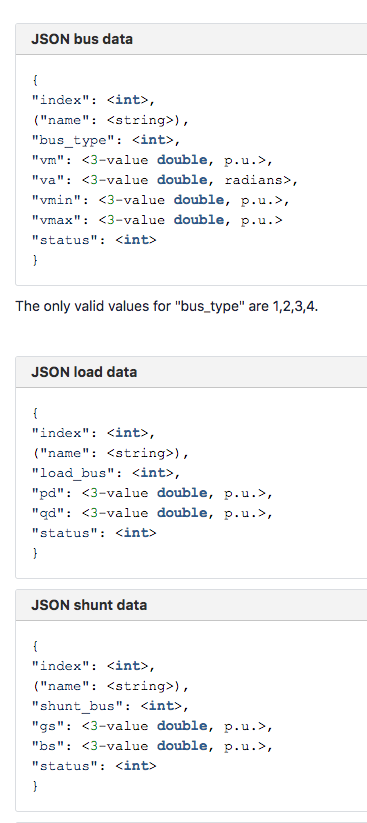 JSON bus data
{
"index": <int>,
("name": <string>),
"bus_type": <int>,
"vm": <3-value double, p.u.>,
"va": <3-value double, radians>,
"vmin": <3-value double, p.u.>,
"vmax": <3-value double, p.u.>
"status": <int>
}
The only valid values for "bus_type" are 1,2,3,4.
JSON load data
{
"index": <int>,
("name": <string>),
"load_bus": <int>,
"pd": <3-value double, p.u.>,
"qd": <3-value double, p.u.>,
"status": <int>
}
JSON shunt data
{
"index": <int>,
("name": <string>),
"shunt_bus": <int>,
"gs": <3-value double, p.u.>,
"bs": <3-value double, p.u.>,
"status": <int>
}